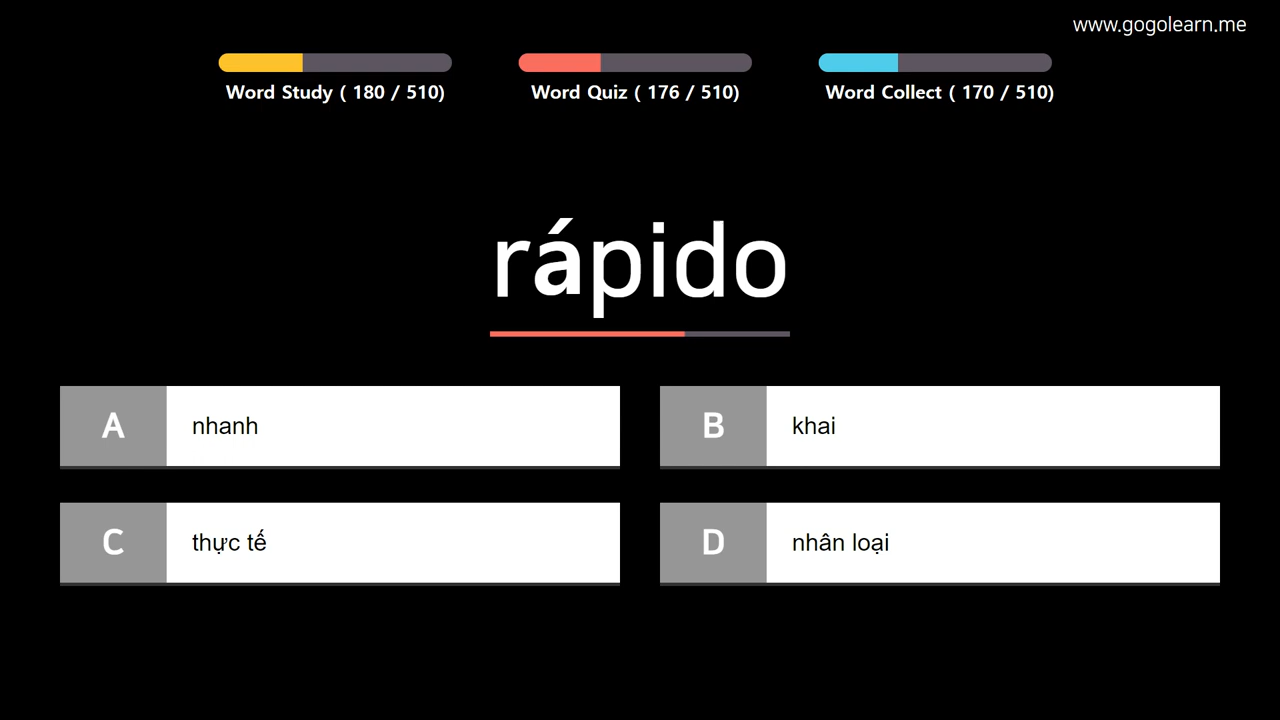 www.gogolearn.me
Word Study ( 180 / 510)
Word Quiz ( 176 / 510)
Word Collect ( 170 / 510)
rápido
A nhanh
B khai
C thực tế
D nhân loại